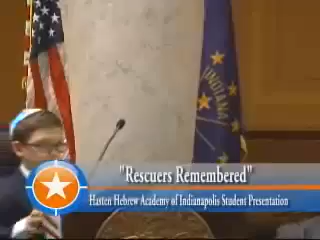 INDIANA
"Rescuers Remembered"
Hasten Hebrew Academy of Indianapolis Student Presentation